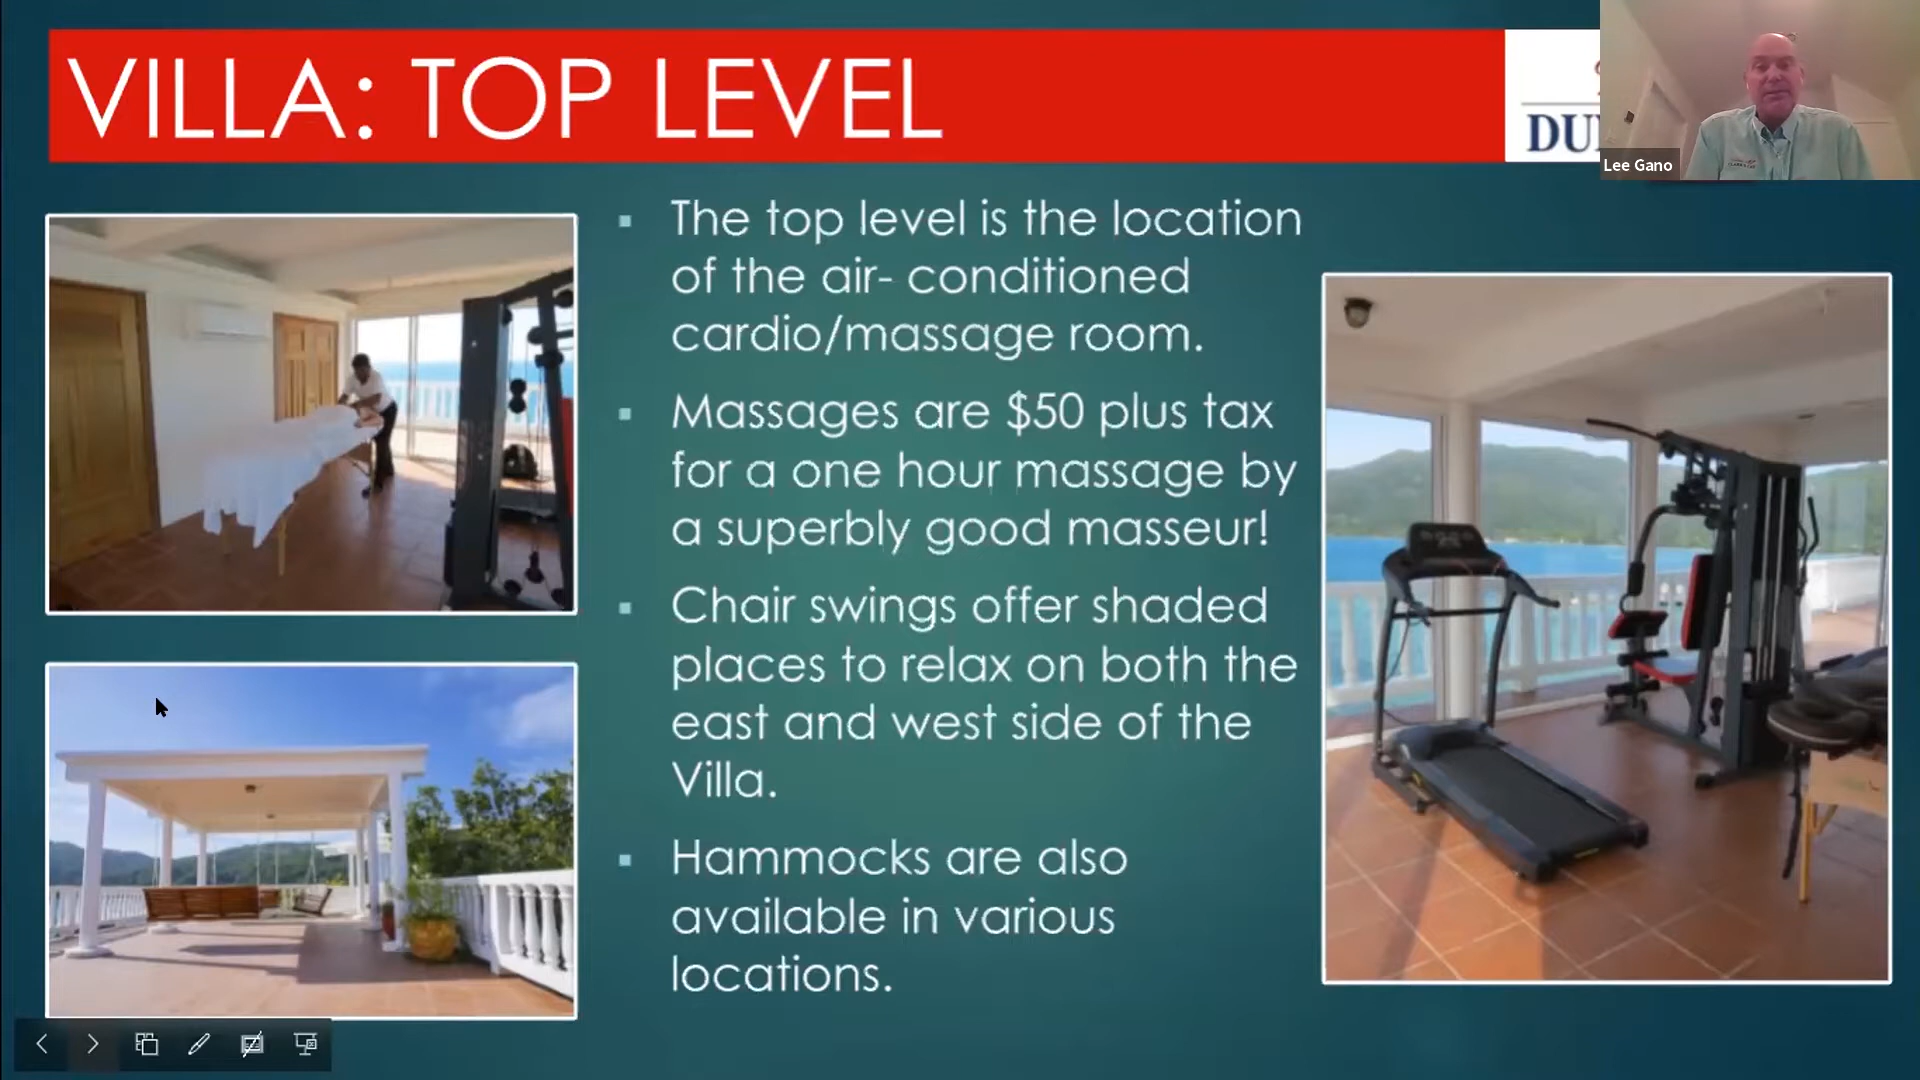 VILLA: TOP LEVEL
Lee Gano
The top level is the location
of the air- conditioned
cardio/massage room.
Massages are $50 plus tax
for a one hour massage by
a superbly good masseur!
Chair swings offer shaded
places to relax on both the
east and west side of the
Villa.
Hammocks are also
available in various
locations.